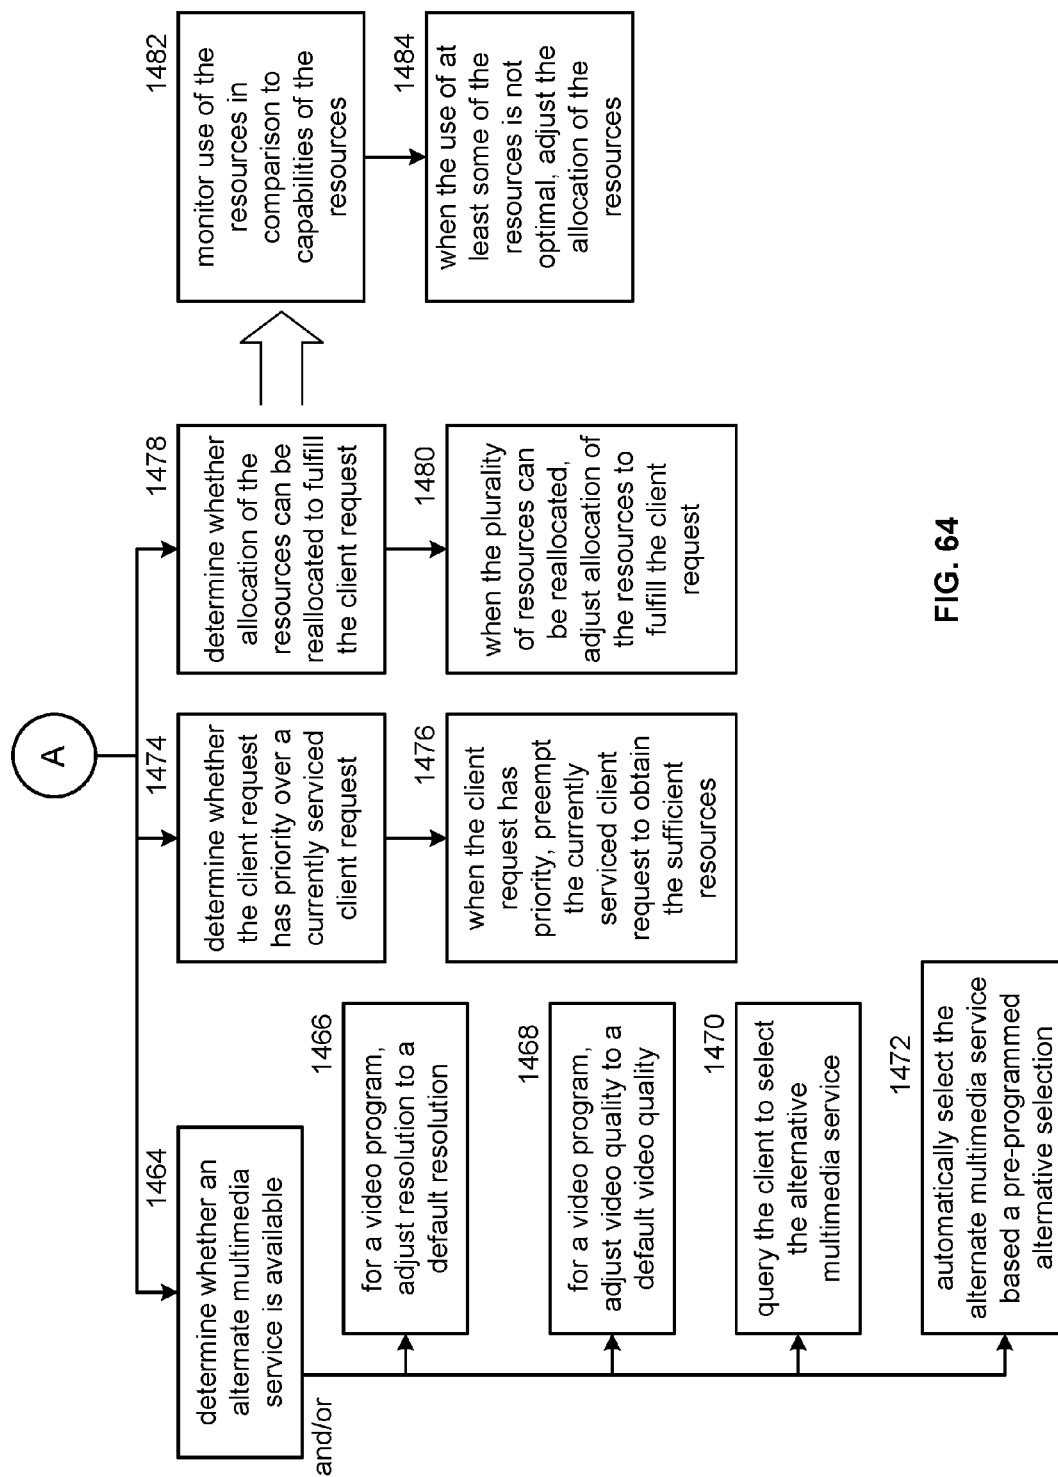 A
1464
determine whether an
alternate multimedia
service is available
and/or
1466
for a video program,
adjust resolution to a
default resolution
1468
for a video program,
adjust video quality to a
default video quality
1470
query the client to select
the alternative
multimedia service
1472
automatically select the
alternate multimedia service
based a pre-programmed
alternative selection
1474
determine whether
the client request
has priority over a
currently serviced
client request
1476
when the client
request has
priority, preempt
the currently
serviced client
request to obtain
the sufficient
resources
1478
determine whether
allocation of the
resources can be
reallocated to fulfill
the client request
1480
when the plurality
of resources can
be reallocated,
adjust allocation of
the resources to
fulfill the client
request
1482
monitor use of the
resources in
comparison to
capabilities of the
resources
1484
when the use of at
least some of the
resources is not
optimal, adjust the
allocation of the
resources
FIG. 64